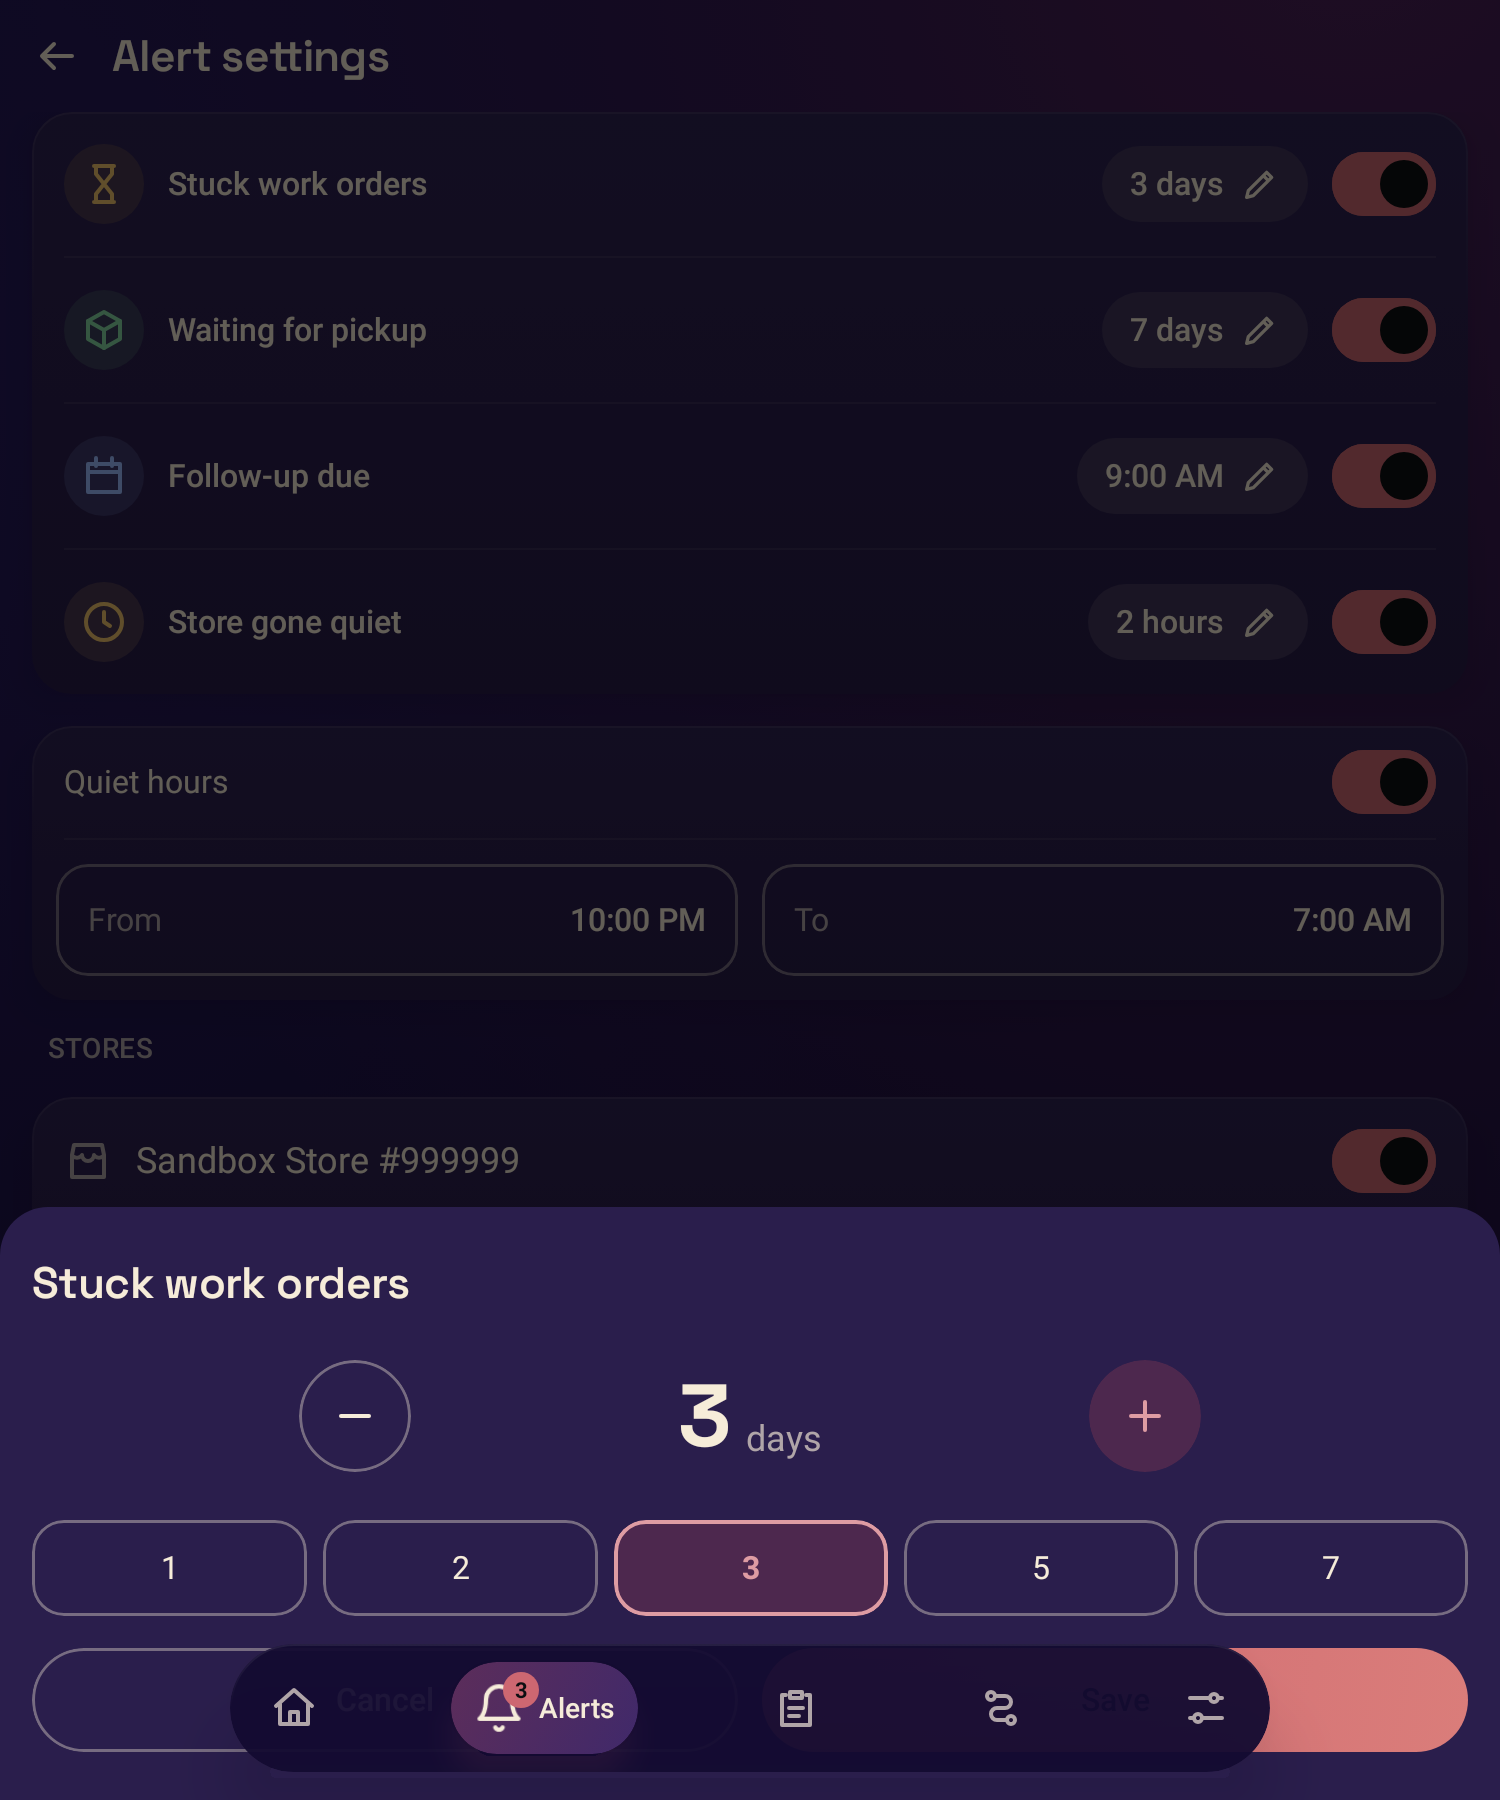 Alert settings
Stuck work orders 3 days
Waiting for pickup 7 days
Follow-up due 9:00 AM
Store gone quiet 2 hours
Quiet hours
From 10:00 PM To 7:00 AM
STORES
Sandbox Store #999999
Stuck work orders
3 days
1 2 3 5 7
Cancel 3 Alerts Save